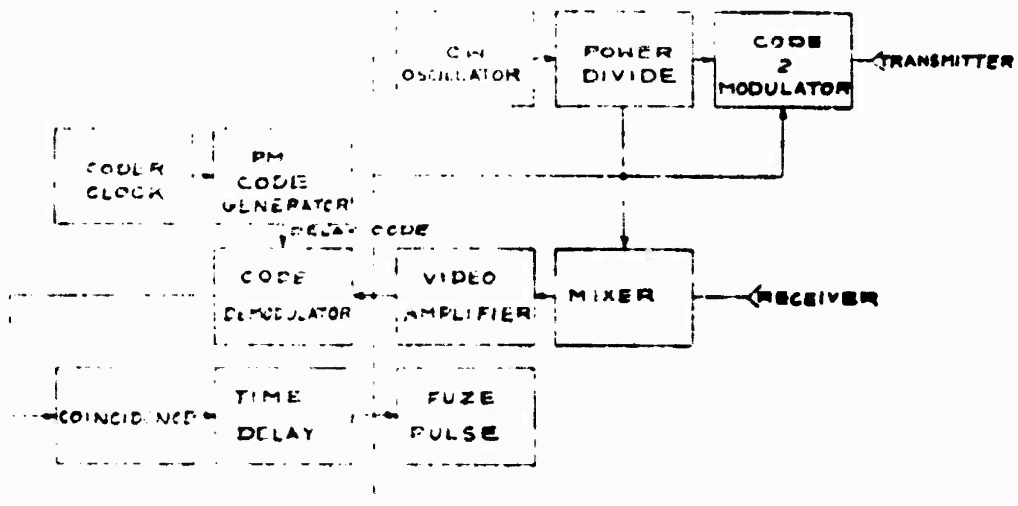 CW
OSCILLATOR
POWER
DIVIDE
CODE
2
MODULATOR
TRANSMITTER
CODER
CLOCK
PM
CODE
GENERATOR
DELAY CODE
CODE
DEMODULATOR
VIDEO
AMPLIFIER
MIXER
RECEIVER
COINCIDENCE
TIME
DELAY
FUZE
PULSE